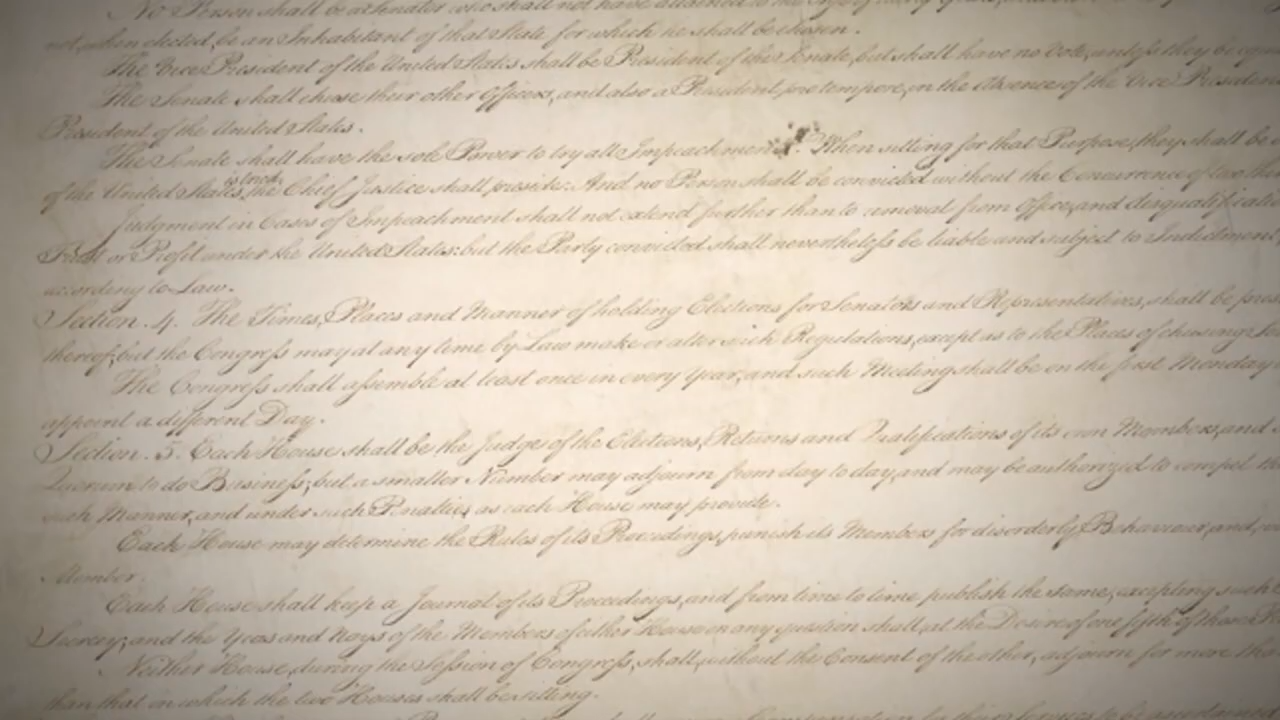 No Person shall be a Senator who shall not have attained to the Age of thirty Years,
not, when elected, be an Inhabitant of that State for which he shall be chosen.
The Vice President of the United States shall be President of the Senate, but shall have no Vote, unless they be equa
The Senate shall chuse their other Officers, and also a President pro tempore, in the Absence of the Vice President
President of the United States.
The Senate shall have the sole Power to try all Impeachments. When sitting for that Purpose, they shall be
is tried,
of the United States, the Chief Justice shall preside: And no Person shall be convicted without the Concurrence of two thir
Judgment in Cases of Impeachment shall not extend further than to removal from Office, and disqualificatio
Trust or Profit under the United States: but the Party convicted shall nevertheless be liable and subject to Indictment
according to Law.
Section. 4. The Times, Places and Manner of holding Elections for Senators and Representatives, shall be pres
thereof; but the Congress may at any time by Law make or alter such Regulations, except as to the Places of chusing Se
The Congress shall assemble at least once in every Year, and such Meeting shall be on the first Monday
appoint a different Day.
Section. 5. Each House shall be the Judge of the Elections, Returns and Qualifications of its own Members, and
Quorum to do Business; but a smaller Number may adjourn from day to day, and may be authorized to compel th
such Manner, and under such Penalties as each House may provide.
Each House may determine the Rules of its Proceedings, punish its Members for disorderly Behaviour, and,
Member.
Each House shall keep a Journal of its Proceedings, and from time to time publish the same, excepting such
Secrecy; and the Yeas and Nays of the Members of either House on any question shall, at the Desire of one fifth of those
Neither House, during the Session of Congress, shall, without the Consent of the other, adjourn for more tha
than that in which the two Houses shall be sitting.